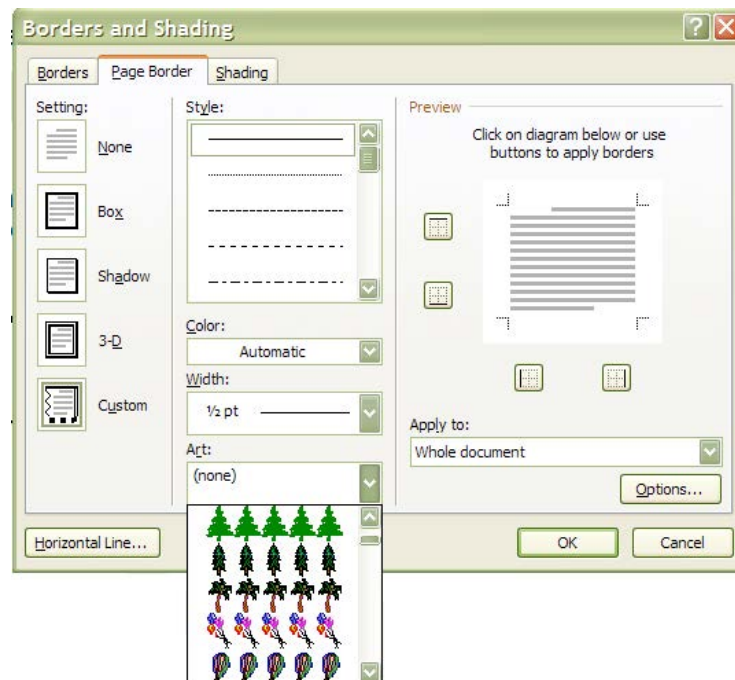 Borders and Shading
Borders
Page Border
Shading
Setting:
None
Box
Shadow
3-D
Custom
Style:
Color:
Automatic
Width:
½ pt
Art:
(none)
Preview
Click on diagram below or use
buttons to apply borders
Apply to:
Whole document
Options...
Horizontal Line...
OK
Cancel